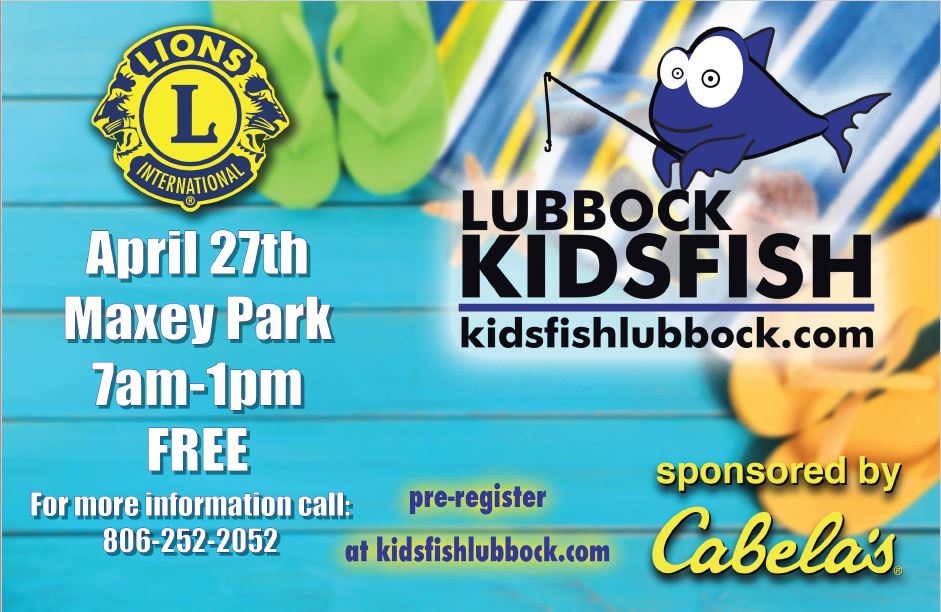 LIONS
L
INTERNATIONAL
®
April 27th
Maxey Park
7am-1pm
FREE
For more information call:
806-252-2052
LUBBOCK
KIDSFISH
kidsfishlubbock.com
pre-register
at kidsfishlubbock.com
sponsored by
Cabela's®